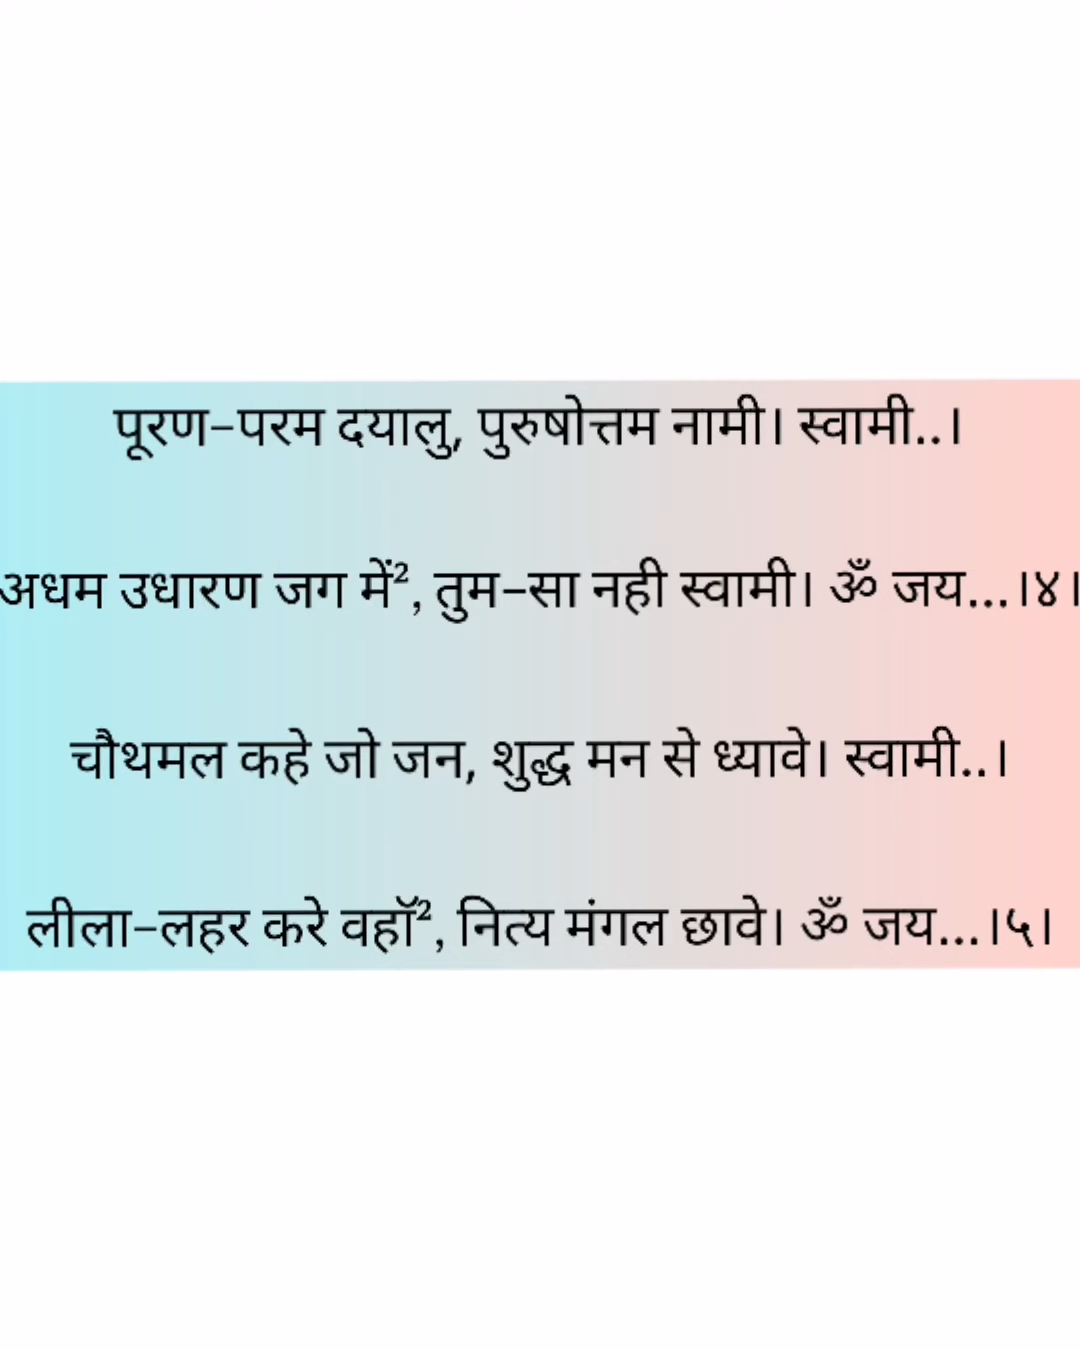 पूरण-परम दयालु, पुरुषोत्तम नामी। स्वामी..।
अधम उधारण जग में², तुम-सा नही स्वामी। ॐ जय...।४।
चौथमल कहे जो जन, शुद्ध मन से ध्यावे। स्वामी..।
लीला-लहर करे वहॉ², नित्य मंगल छावे। ॐ जय...।५।